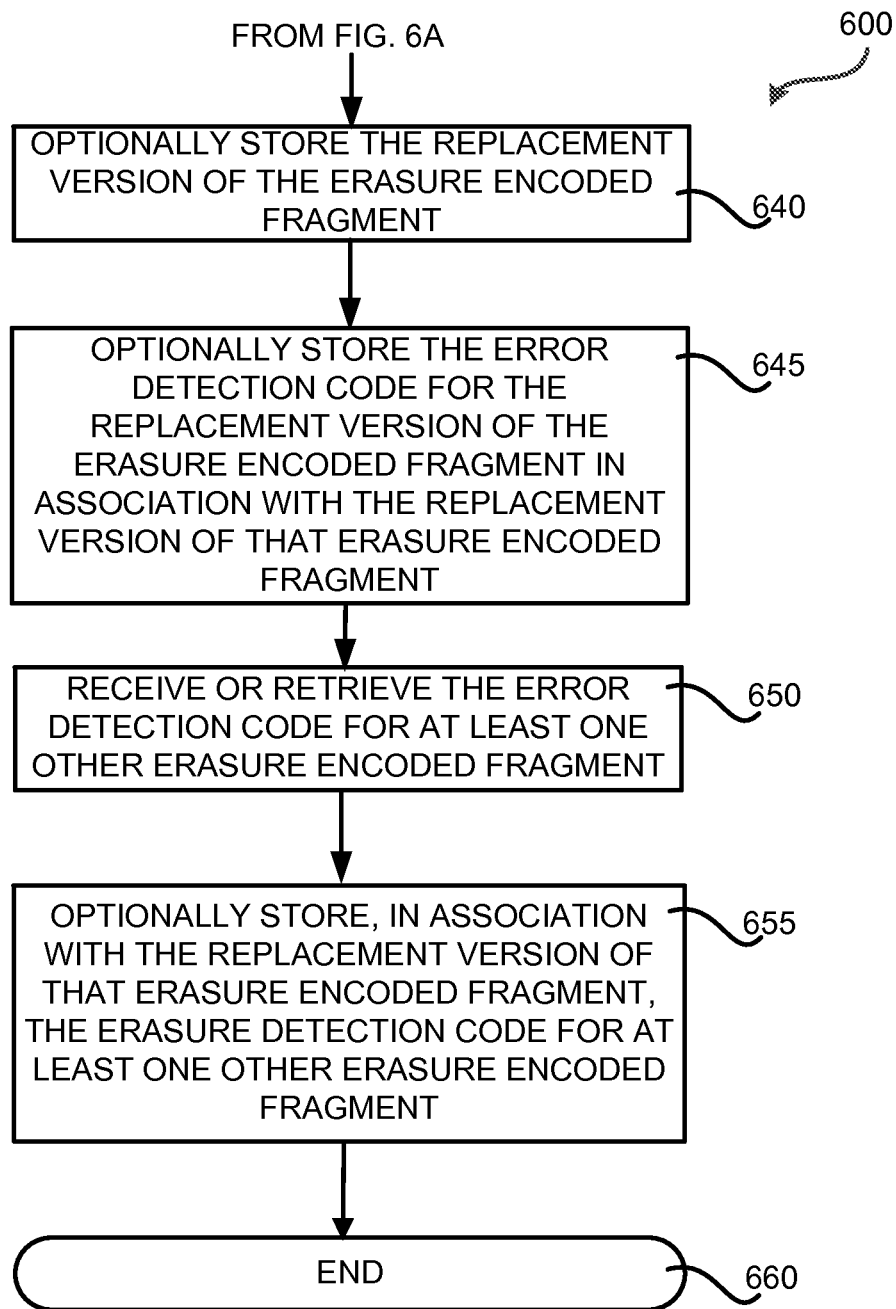 FROM FIG. 6A
600
OPTIONALLY STORE THE REPLACEMENT
VERSION OF THE ERASURE ENCODED
FRAGMENT
640
OPTIONALLY STORE THE ERROR
DETECTION CODE FOR THE
REPLACEMENT VERSION OF THE
ERASURE ENCODED FRAGMENT IN
ASSOCIATION WITH THE REPLACEMENT
VERSION OF THAT ERASURE ENCODED
FRAGMENT
645
RECEIVE OR RETRIEVE THE ERROR
DETECTION CODE FOR AT LEAST ONE
OTHER ERASURE ENCODED FRAGMENT
650
OPTIONALLY STORE, IN ASSOCIATION
WITH THE REPLACEMENT VERSION OF
THAT ERASURE ENCODED FRAGMENT,
THE ERASURE DETECTION CODE FOR AT
LEAST ONE OTHER ERASURE ENCODED
FRAGMENT
655
END
660